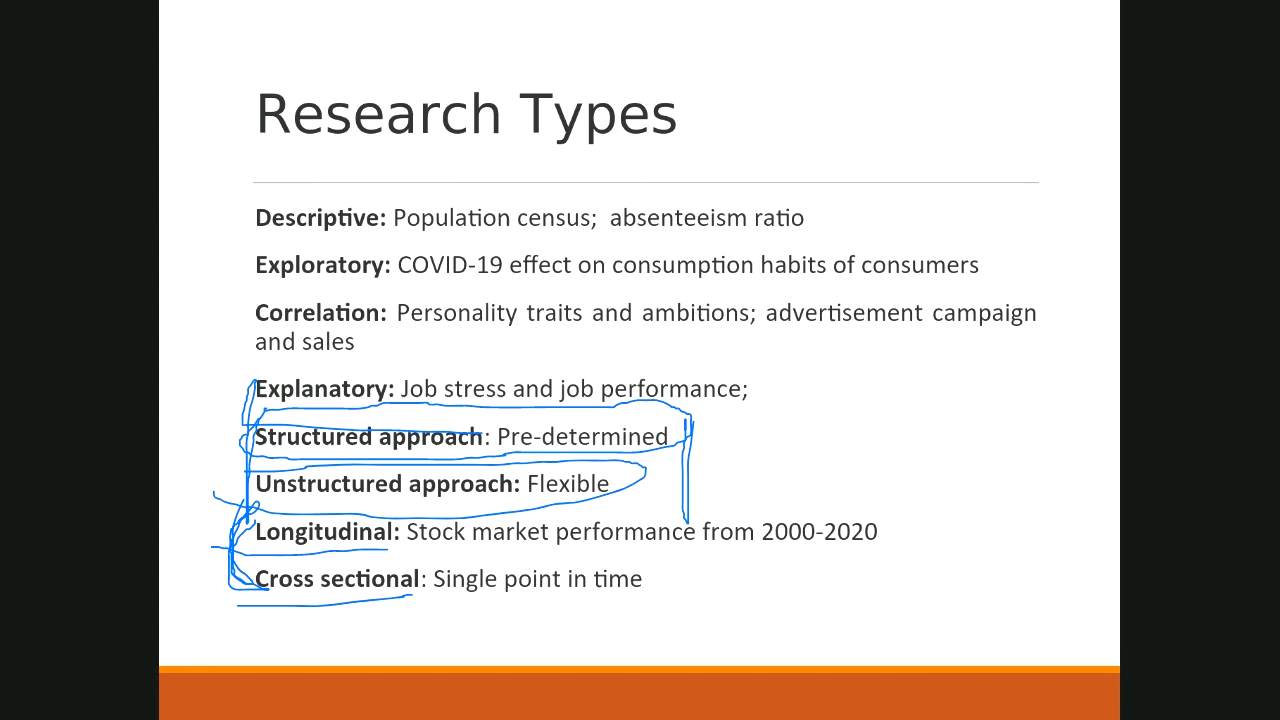 Research Types
Descriptive: Population census;  absenteeism ratio
Exploratory: COVID-19 effect on consumption habits of consumers
Correlation: Personality traits and ambitions; advertisement campaign
and sales
Explanatory: Job stress and job performance;
Structured approach: Pre-determined
Unstructured approach: Flexible
Longitudinal: Stock market performance from 2000-2020
Cross sectional: Single point in time